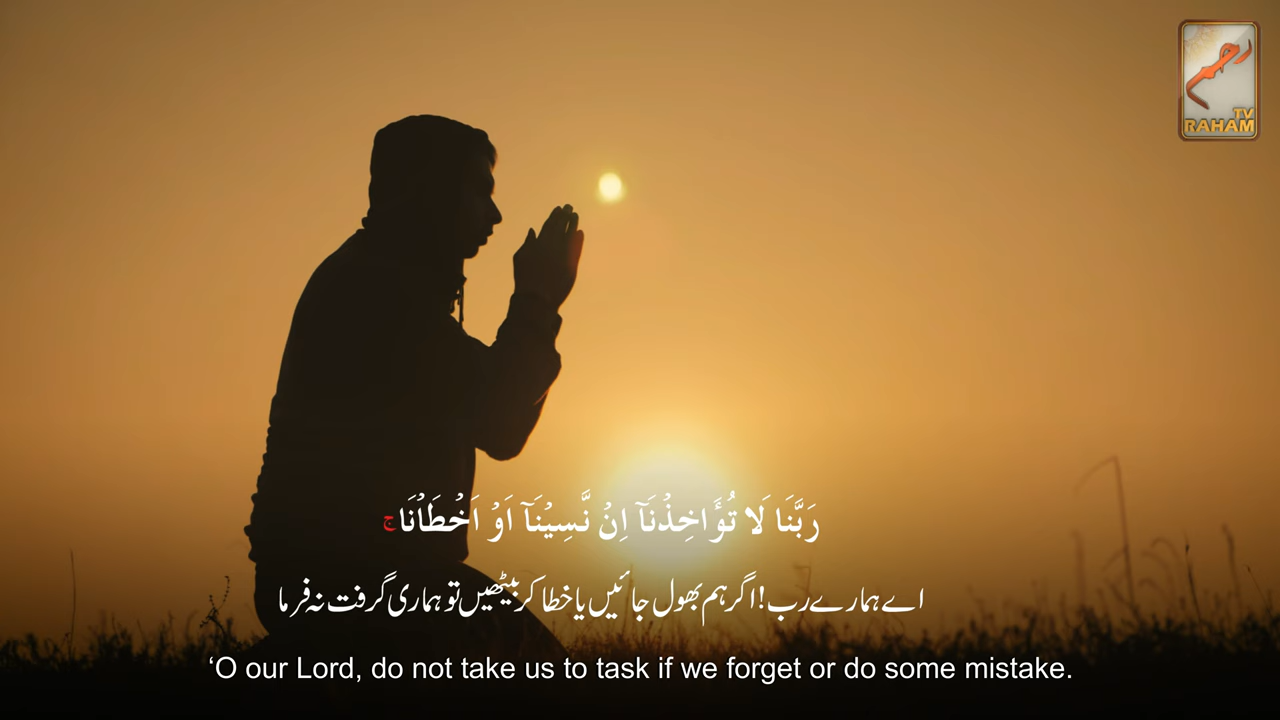 رحم
TV
RAHAM
رَبَّنَا لَا تُؤَاخِذْنَآ اِنْ نَّسِيْنَآ اَوْ اَخْطَاْنَا ۚ
اے ہمارے رب! اگر ہم بھول جائیں یا خطا کر بیٹھیں تو ہماری گرفت نہ فرما
‘O our Lord, do not take us to task if we forget or do some mistake.